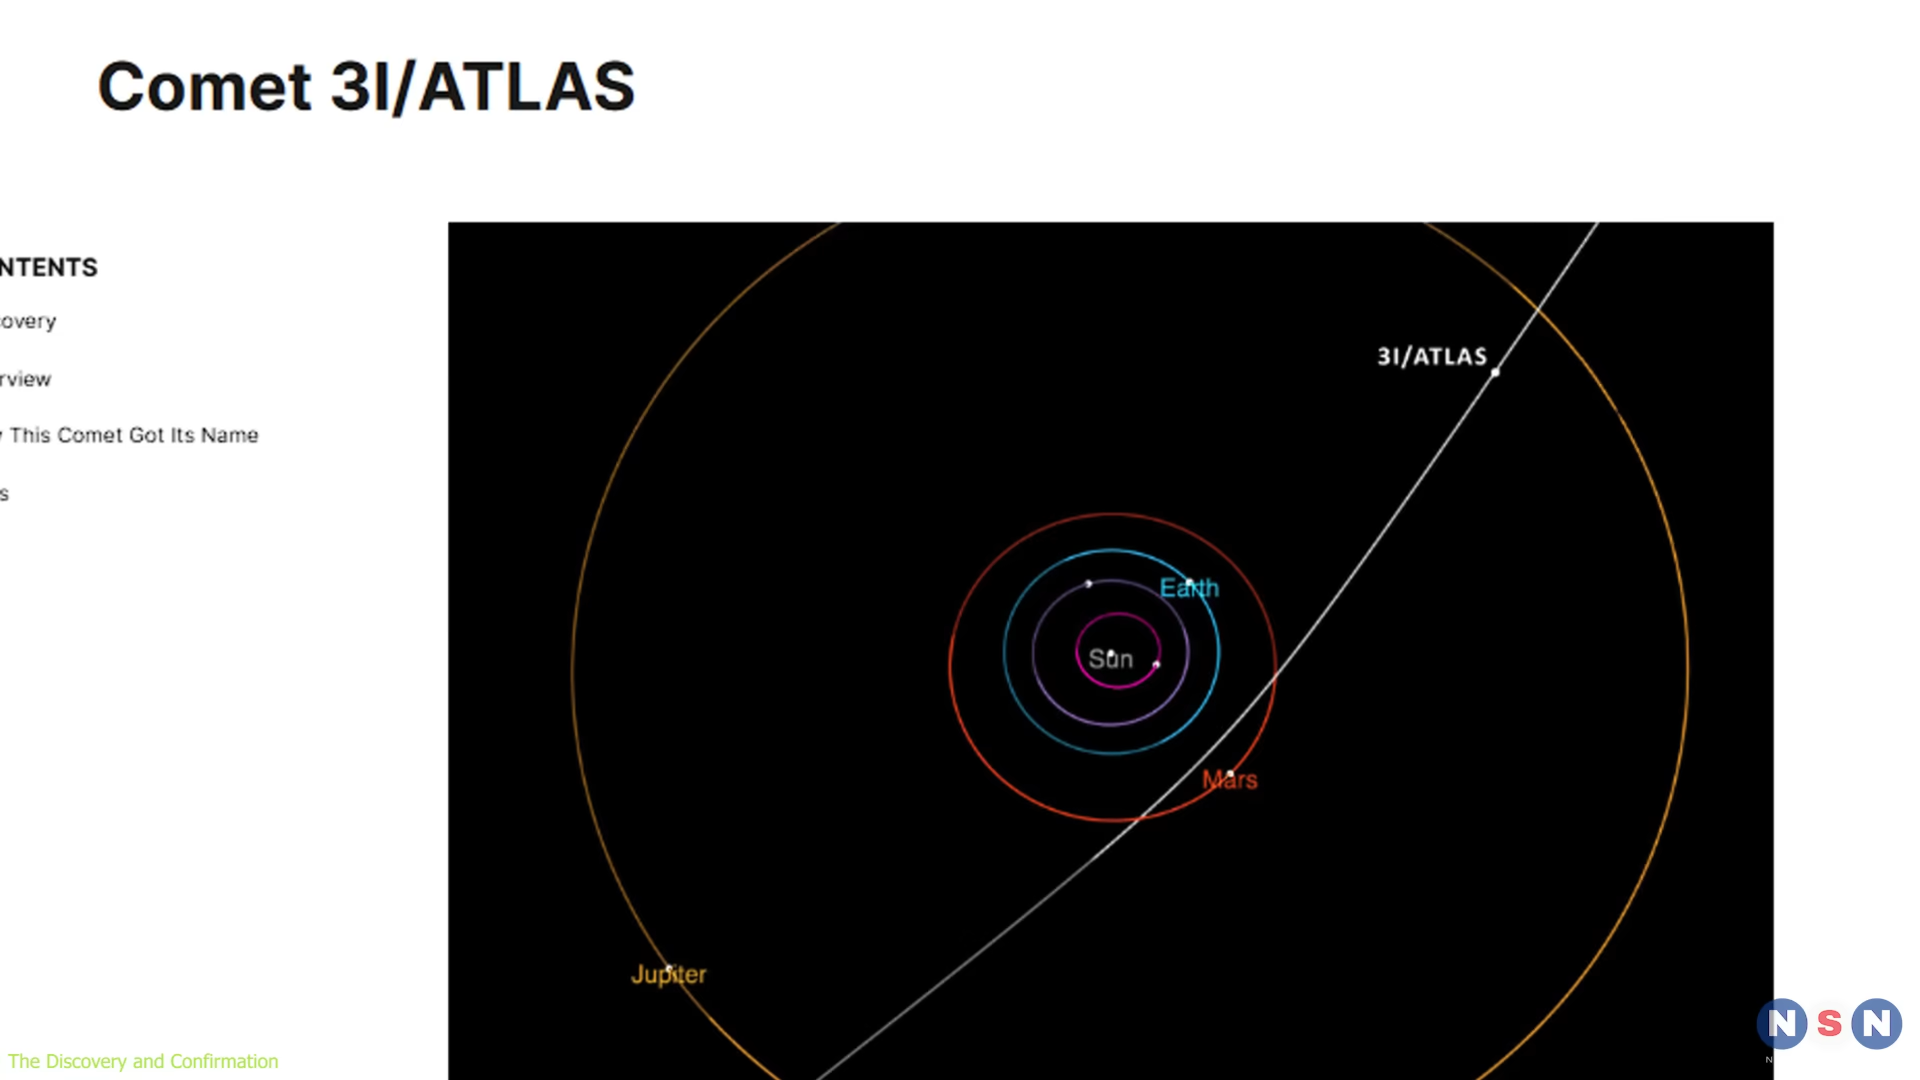 Comet 3I/ATLAS
NTENTS
covery
rview
This Comet Got Its Name
s
3I/ATLAS
Earth
Sun
Mars
Jupiter
The Discovery and Confirmation
N S N
N